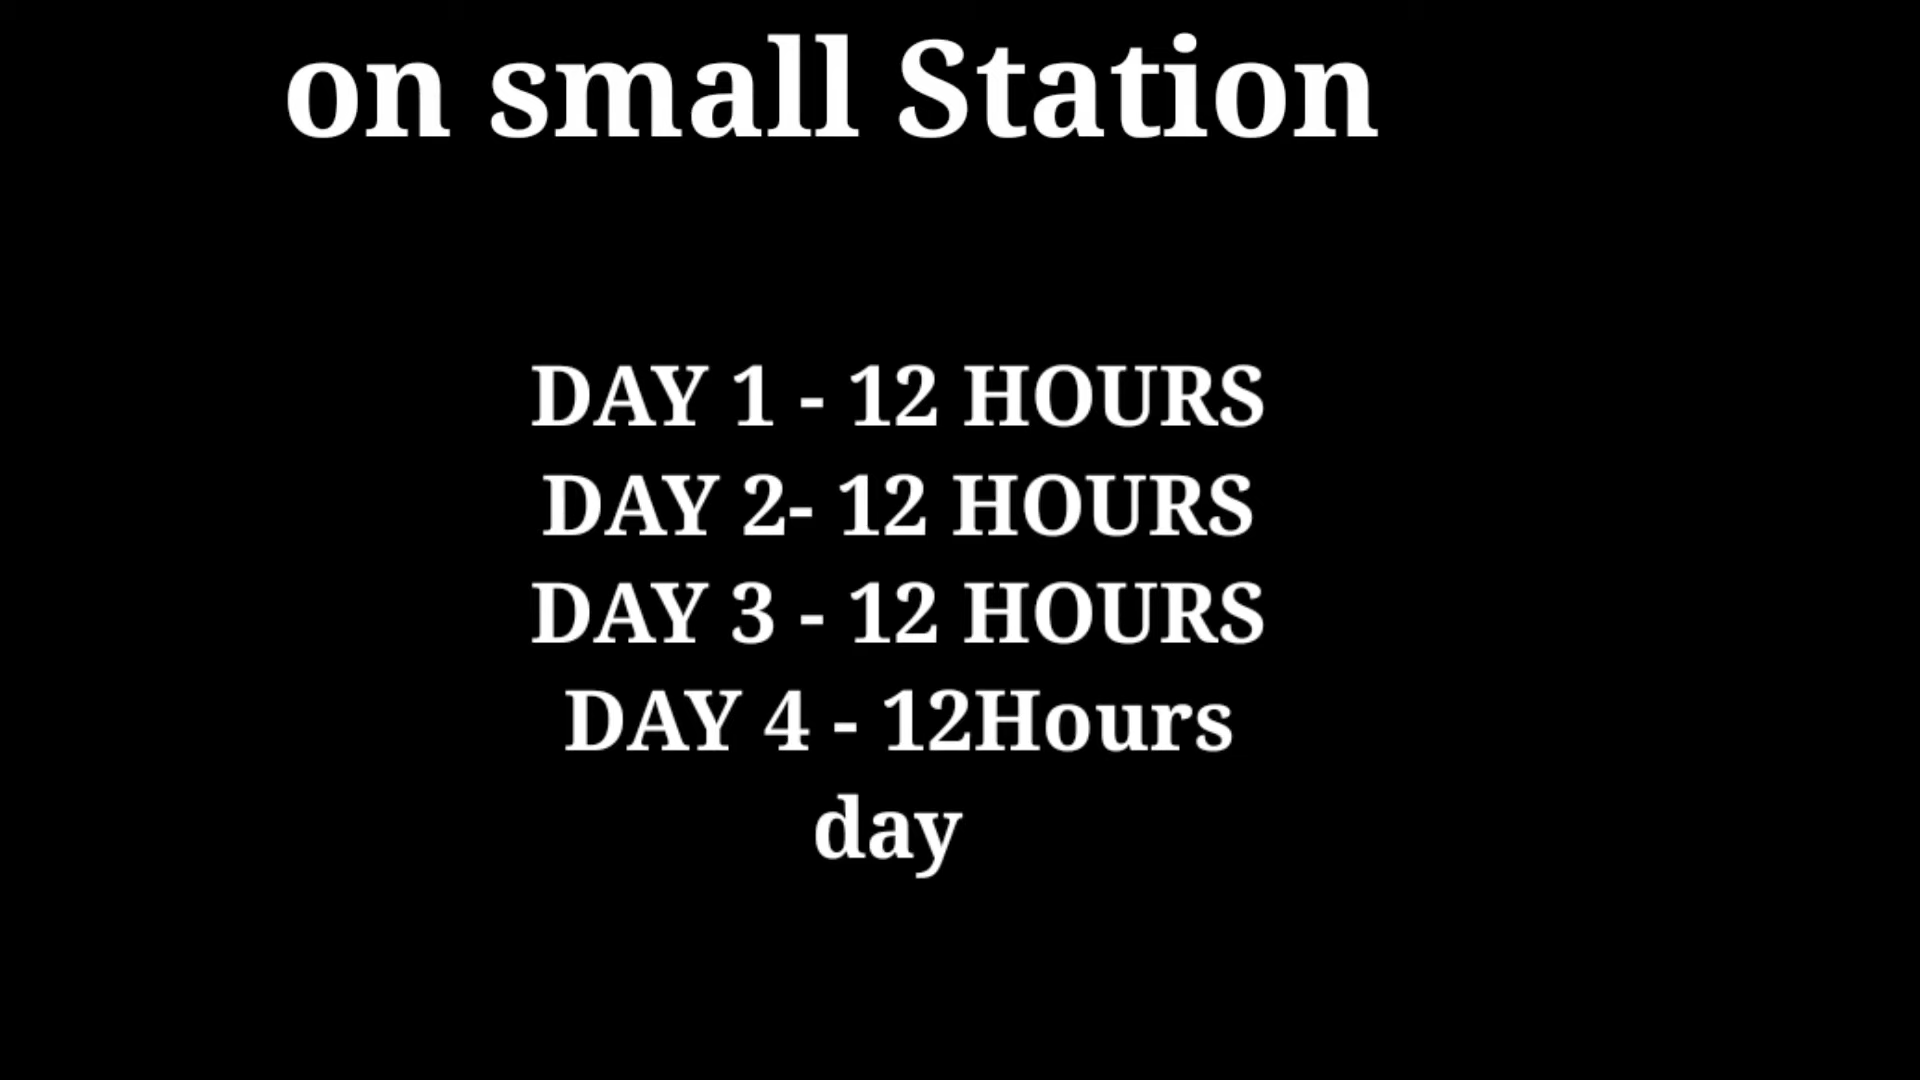 on small Station
DAY 1 - 12 HOURS
DAY 2- 12 HOURS
DAY 3 - 12 HOURS
DAY 4 - 12Hours
day